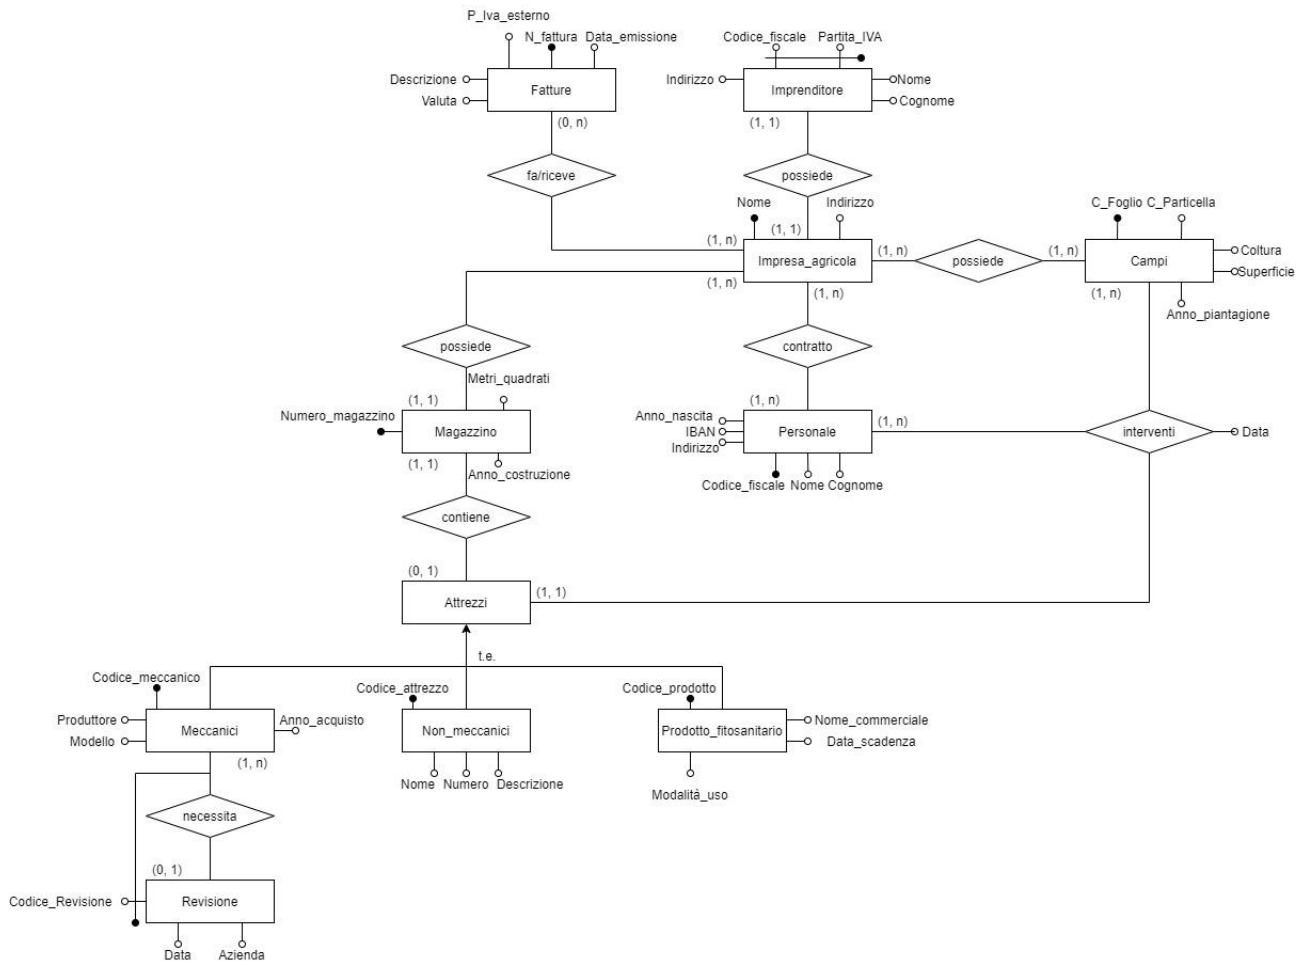 P_Iva_esterno
N_fattura
Data_emissione
Descrizione
Valuta
Fatture
(0, n)
fa/riceve
Codice_fiscale
Partita_IVA
Indirizzo
Imprenditore
Nome
Cognome
(1, 1)
possiede
Nome
Indirizzo
(1, n)
(1, 1)
Impresa_agricola
(1, n)
(1, n)
(1, n)
possiede
(1, n)
C_Foglio
C_Particella
Campi
Coltura
Superficie
(1, n)
Anno_piantagione
possiede
contratto
Metri_quadrati
(1, 1)
Numero_magazzino
Magazzino
(1, 1)
Anno_costruzione
(1, n)
Anno_nascita
IBAN
Indirizzo
Personale
(1, n)
Codice_fiscale
Nome
Cognome
interventi
Data
contiene
(0, 1)
Attrezzi
(1, 1)
t.e.
Codice_meccanico
Produttore
Modello
Meccanici
Anno_acquisto
(1, n)
Codice_attrezzo
Non_meccanici
Nome
Numero
Descrizione
Codice_prodotto
Prodotto_fitosanitario
Nome_commerciale
Data_scadenza
Modalità_uso
necessita
(0, 1)
Codice_Revisione
Revisione
Data
Azienda